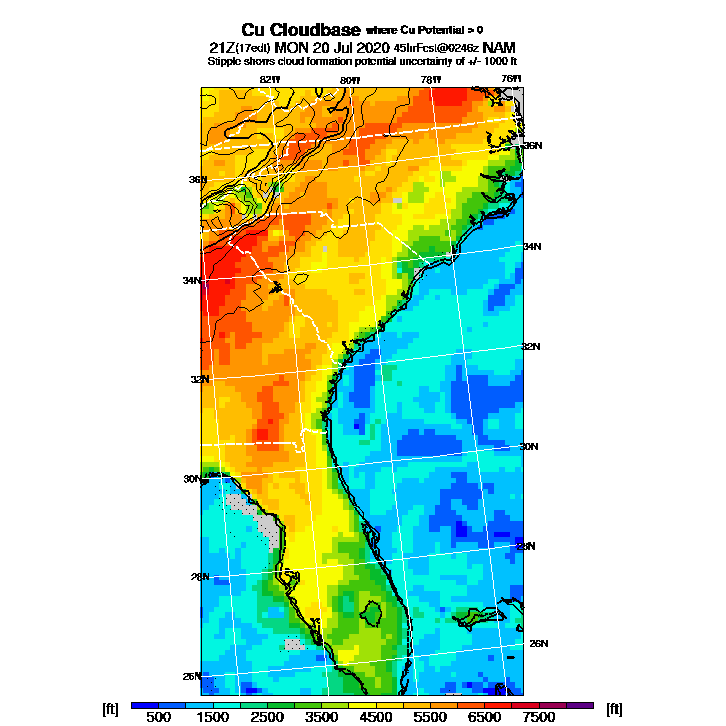 Cu Cloudbase where Cu Potential > 0
21Z(17edt) MON 20 Jul 2020 45hrFcst@0246z NAM
Stipple shows cloud formation potential uncertainty of +/- 1000 ft
82W 80W 78W 76W
36N
36N
34N
34N
32N
32N
30N
30N
28N
28N
26N
26N
[ft] 500 1500 2500 3500 4500 5500 6500 7500 [ft]